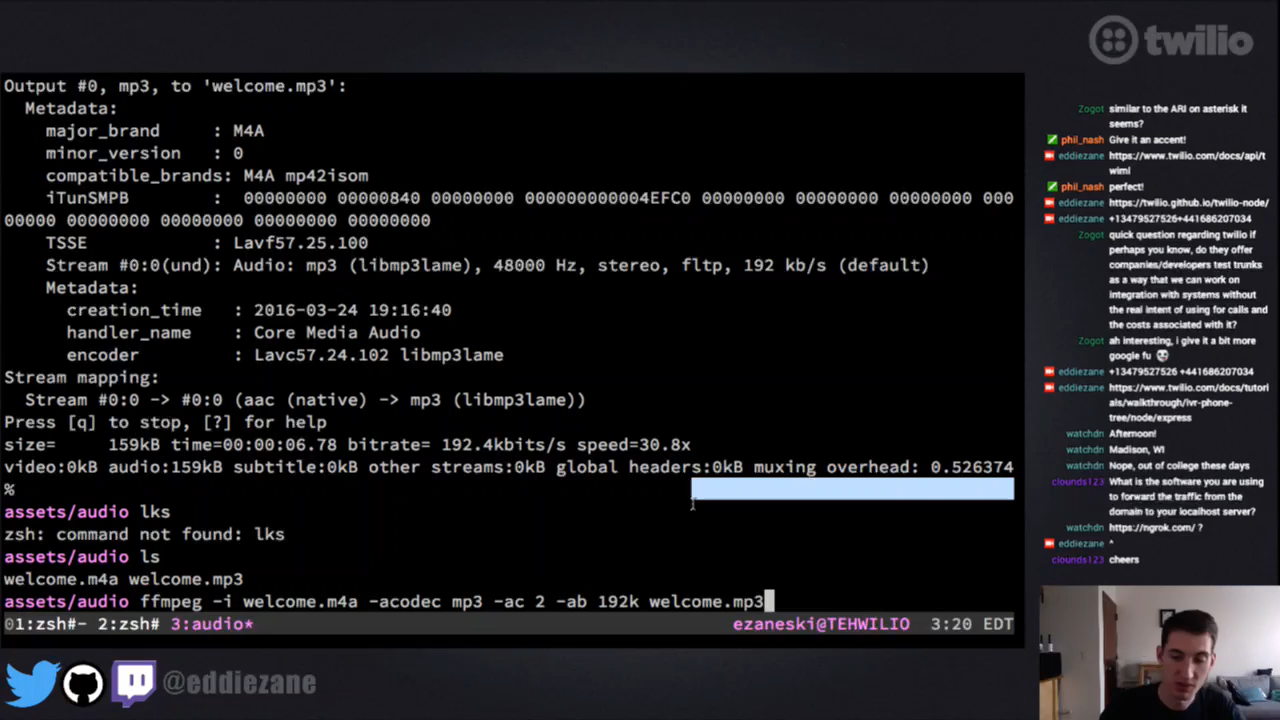 twilio
Output #0, mp3, to 'welcome.mp3':
Metadata:
major_brand : M4A
minor_version : 0
compatible_brands: M4A mp42isom
iTunSMPB : 00000000 00000840 00000000 000000000004EFC0 00000000 00000000 00000000 000
00000 00000000 00000000 00000000 00000000
TSSE : Lavf57.25.100
Stream #0:0(und): Audio: mp3 (libmp3lame), 48000 Hz, stereo, fltp, 192 kb/s (default)
Metadata:
creation_time : 2016-03-24 19:16:40
handler_name : Core Media Audio
encoder : Lavc57.24.102 libmp3lame
Stream mapping:
Stream #0:0 -> #0:0 (aac (native) -> mp3 (libmp3lame))
Press [q] to stop, [?] for help
size= 159kB time=00:00:06.78 bitrate= 192.4kbits/s speed=30.8x
video:0kB audio:159kB subtitle:0kB other streams:0kB global headers:0kB muxing overhead: 0.526374
%
assets/audio lks
zsh: command not found: lks
assets/audio ls
welcome.m4a welcome.mp3
assets/audio ffmpeg -i welcome.m4a -acodec mp3 -ac 2 -ab 192k welcome.mp3
01:zsh#- 2:zsh# 3:audio* ezaneski@TEHWILIO 3:20 EDT
@eddiezane
Zogot similar to the ARI on asterisk it
seems?
phil_nash Give it an accent!
eddiezane https://www.twilio.com/docs/api/t
wiml
phil_nash perfect!
eddiezane https://twilio.github.io/twilio-node/
eddiezane +13479527526+441686207034
Zogot quick question regarding twilio if
perhaps you know, do they offer
companies/developers test trunks
as a way that we can work on
integration with systems without
the real intent of using for calls and
the costs associated with it?
Zogot ah interesting, i give it a bit more
google fu
eddiezane +13479527526 +441686207034
eddiezane https://www.twilio.com/docs/tutori
als/walkthrough/ivr-phone-
tree/node/express
watchdn Afternoon!
watchdn Madison, WI
watchdn Nope, out of college these days
clounds123 What is the software you are using
to forward the traffic from the
domain to your localhost server?
watchdn https://ngrok.com/ ?
eddiezane ^
clounds123 cheers